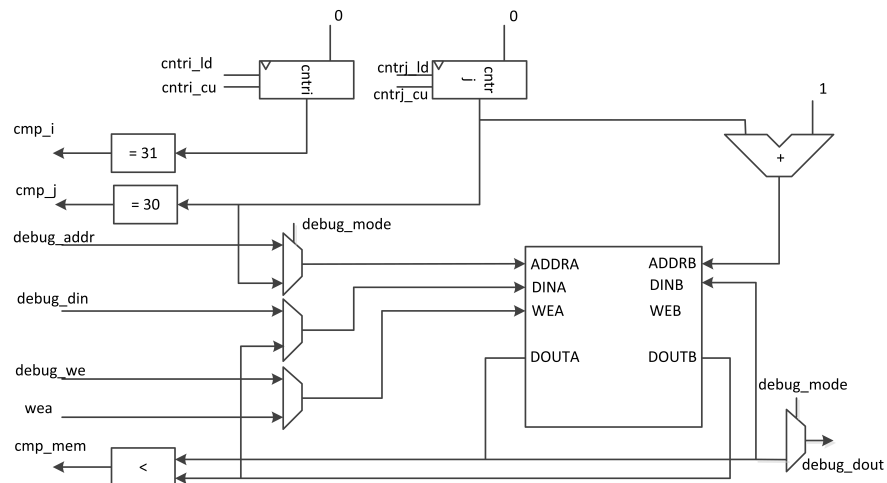 0
0
cntri_ld
cntri_cu
cntri
cntrj_ld
cntrj_cu
cntr
j
1
cmp_i
= 31
+
cmp_j
= 30
debug_mode
debug_addr
ADDRA
ADDRB
DINA
DINB
debug_din
WEA
WEB
DOUTA
DOUTB
debug_we
debug_mode
wea
cmp_mem
<
debug_dout